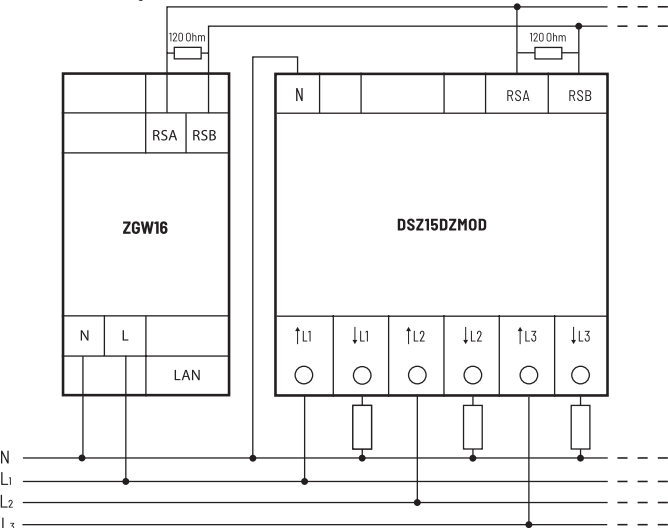 120 Ohm 120 Ohm
N RSA RSB
RSA RSB
ZGW16 DSZ15DZMOD
N L ↑L1 ↓L1 ↑L2 ↓L2 ↑L3 ↓L3
LAN
N
L1
L2
L3